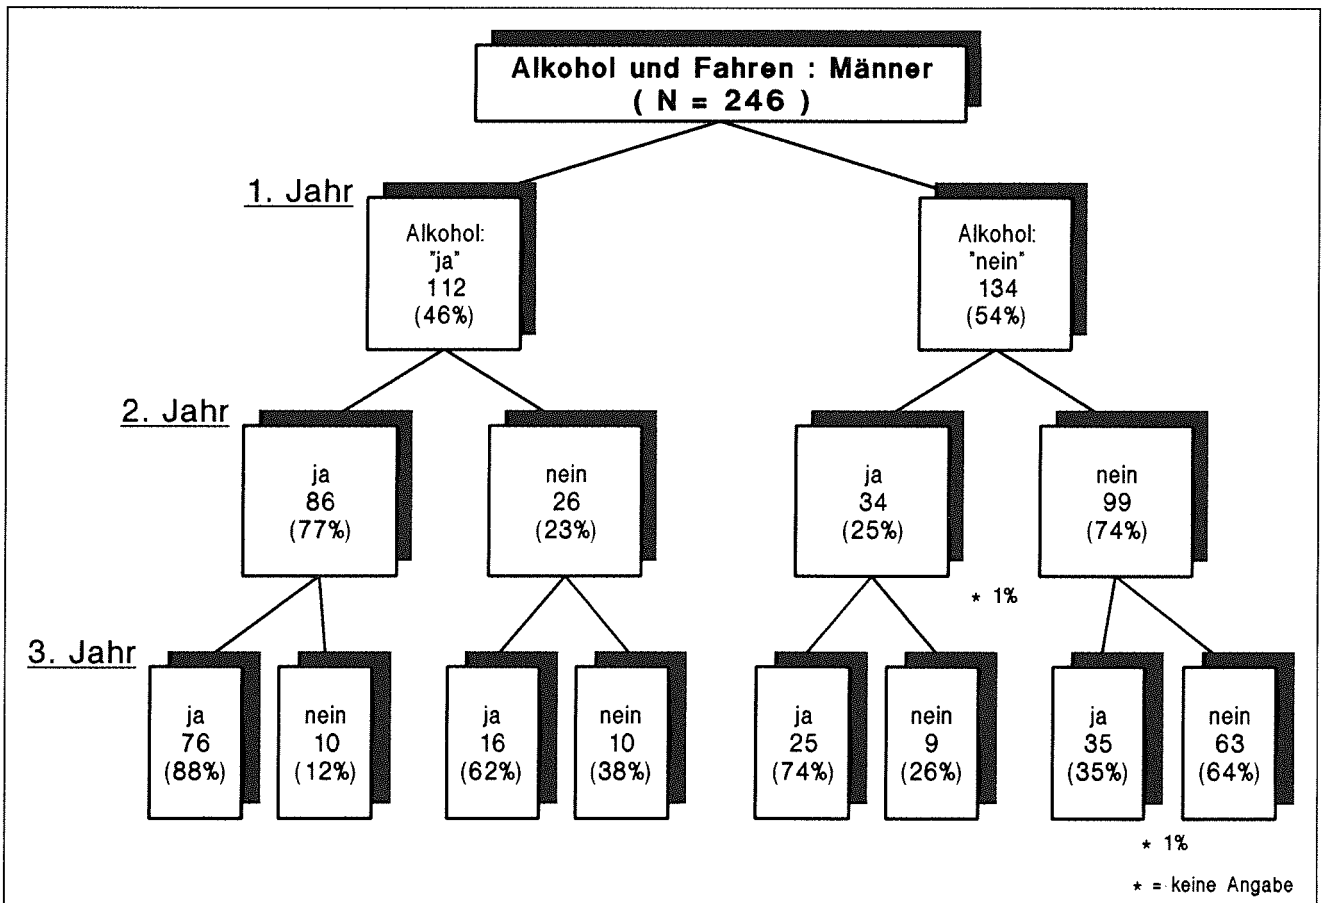 Alkohol und Fahren : Männer
( N = 246 )
1. Jahr
Alkohol:
"ja"
112
(46%)
Alkohol:
"nein"
134
(54%)
2. Jahr
ja
86
(77%)
nein
26
(23%)
ja
34
(25%)
nein
99
(74%)
* 1%
3. Jahr
ja
76
(88%)
nein
10
(12%)
ja
16
(62%)
nein
10
(38%)
ja
25
(74%)
nein
9
(26%)
ja
35
(35%)
nein
63
(64%)
* 1%
* = keine Angabe